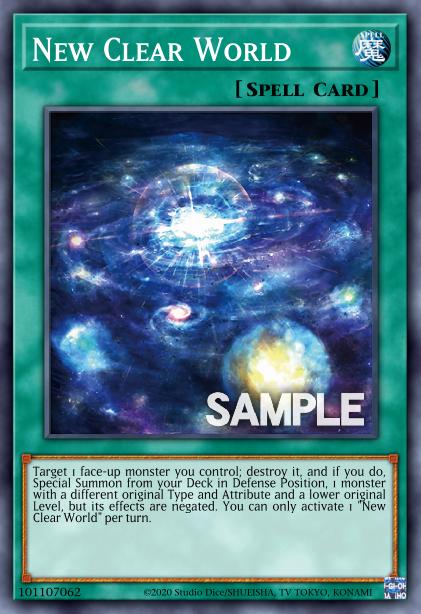 New Clear World
SPELL
魔
[Spell Card]
SAMPLE
Target 1 face-up monster you control; destroy it, and if you do,
Special Summon from your Deck in Defense Position, 1 monster
with a different original Type and Attribute and a lower original
Level, but its effects are negated. You can only activate 1 "New
Clear World" per turn.
101107062
©2020 Studio Dice/SHUEISHA, TV TOKYO, KONAMI